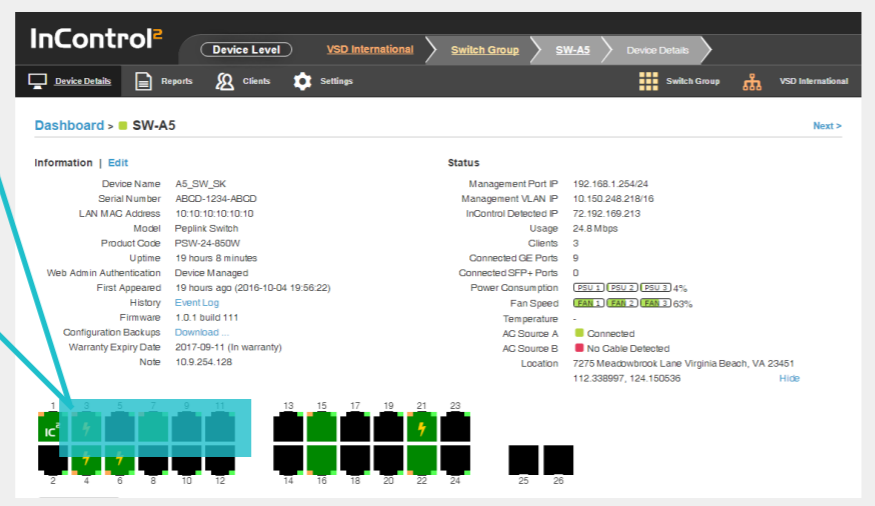 InControl²
Device Level VSD International Switch Group SW-A5 Device Details
Device Details Reports Clients Settings Switch Group VSD International
Dashboard > SW-A5 Next >
Information | Edit
Device Name A5_SW_SK
Serial Number ABCD-1234-ABCD
LAN MAC Address 10:10:10:10:10:10
Model Peplink Switch
Product Code PSW-24-850W
Uptime 19 hours 8 minutes
Web Admin Authentication Device Managed
First Appeared 19 hours ago (2016-10-04 19:56:22)
History Event Log
Firmware 1.0.1 build 111
Configuration Backups Download ...
Warranty Expiry Date 2017-09-11 (In warranty)
Note 10.9.254.128
Status
Management Port IP 192.168.1.254/24
Management VLAN IP 10.150.248.218/16
InControl Detected IP 72.192.169.213
Usage 24.8 Mbps
Clients 3
Connected GE Ports 9
Connected SFP+ Ports 0
Power Consumption PSU 1 PSU 2 PSU 3 4%
Fan Speed FAN 1 FAN 2 FAN 3 63%
Temperature -
AC Source A Connected
AC Source B No Cable Detected
Location 7275 Meadowbrook Lane Virginia Beach, VA 23451
112.338997, 124.150536 Hide
1 3 5 7 9 11 13 15 17 19 21 23
IC²
2 4 6 8 10 12 14 16 18 20 22 24 25 26